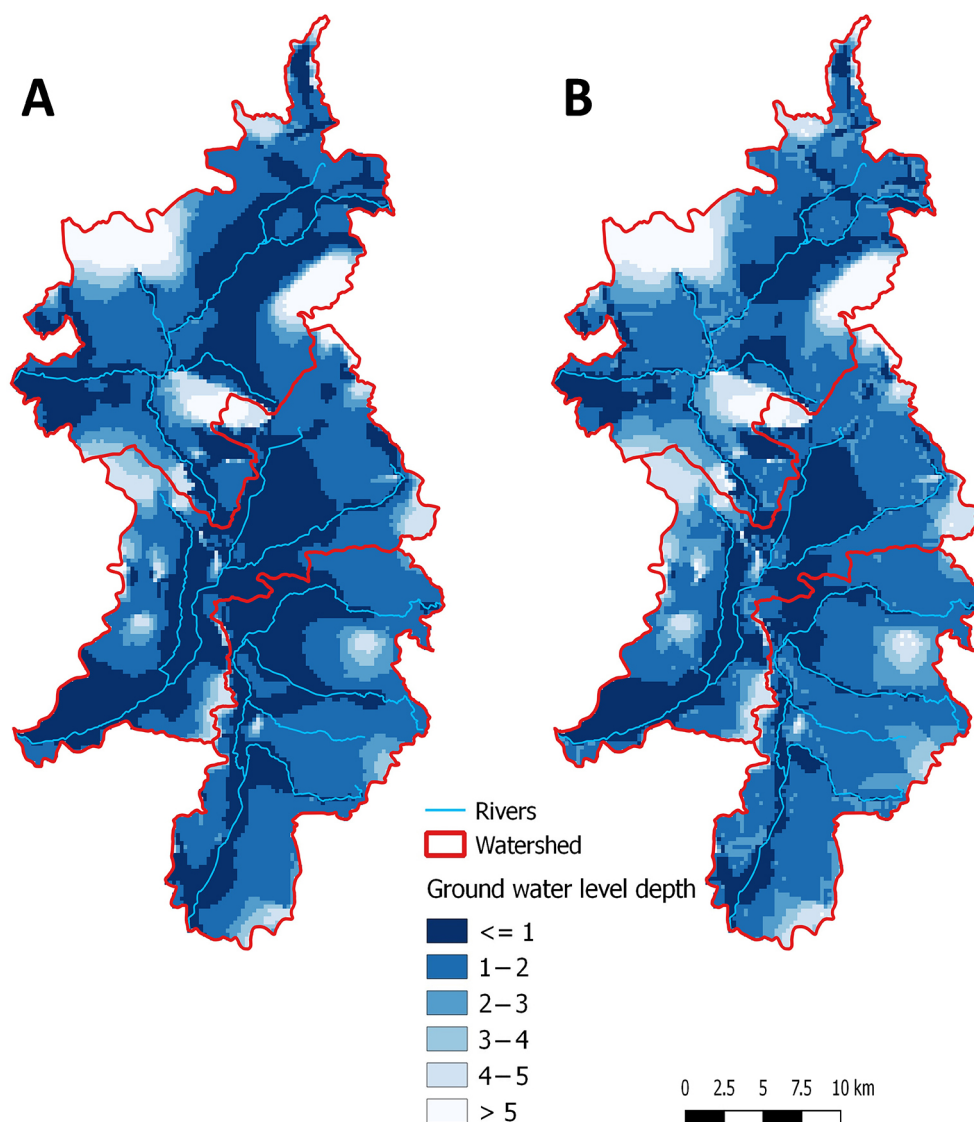 A
B
Rivers
Watershed
Ground water level depth
<= 1
1–2
2–3
3–4
4–5
> 5
0 2.5 5 7.5 10 km